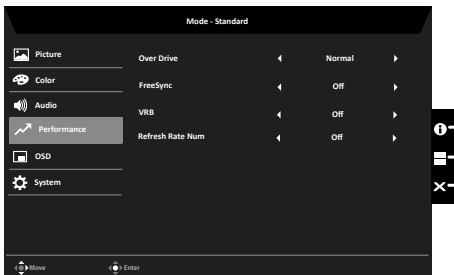 Mode - Standard
Picture
Color
Audio
Performance
OSD
System
Over Drive Normal
FreeSync Off
VRB Off
Refresh Rate Num Off
Move Enter